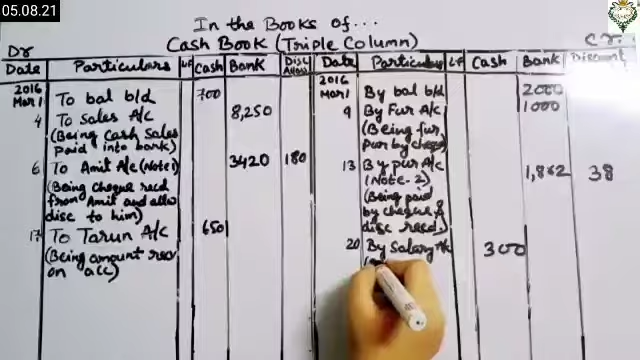 05.08.21
In the Books of...
Dr
Cash Book (Triple Column)
Cr.
Date Particulars LF Cash Bank Disc Allow Date Particulars LF Cash Bank Discount
2016
Mar 1 To bal b/d 700
4 To Sales A/c 8,250
(Being Cash Sales
paid into bank)
6 To Amit A/c (Note 1) 3420 180
(Being cheque recd
from Amit and allo
disc to him)
17 To Tarun A/c 650
(Being amount rec
on acc)
2016
Mar 1 By bal b/d 2000
9 By Fur A/c 1000
(Being fur,
pur by cheque)
13 By pur A/c 1,862 38
(Note-2)
(Being paid
by cheque &
disc recd.)
20 By Salary A/c 300